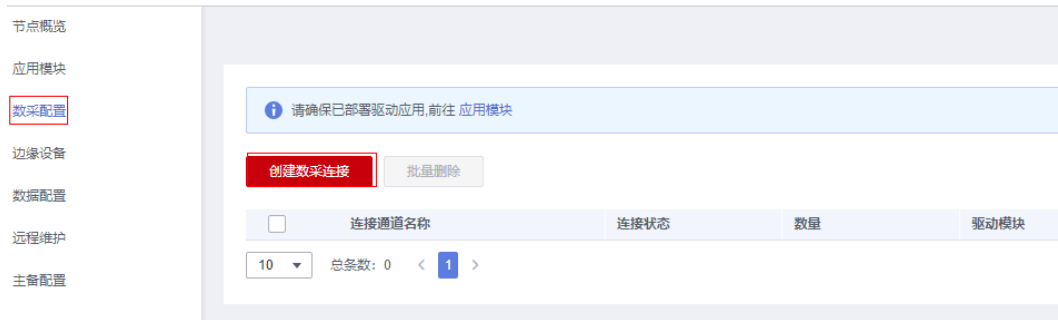 节点概览
应用模块
数采配置
边缘设备
数据配置
远程维护
主备配置
请确保已部署驱动应用,前往 应用模块
创建数采连接 批量删除
连接通道名称 连接状态 数量 驱动模块
10 总条数: 0 < 1 >